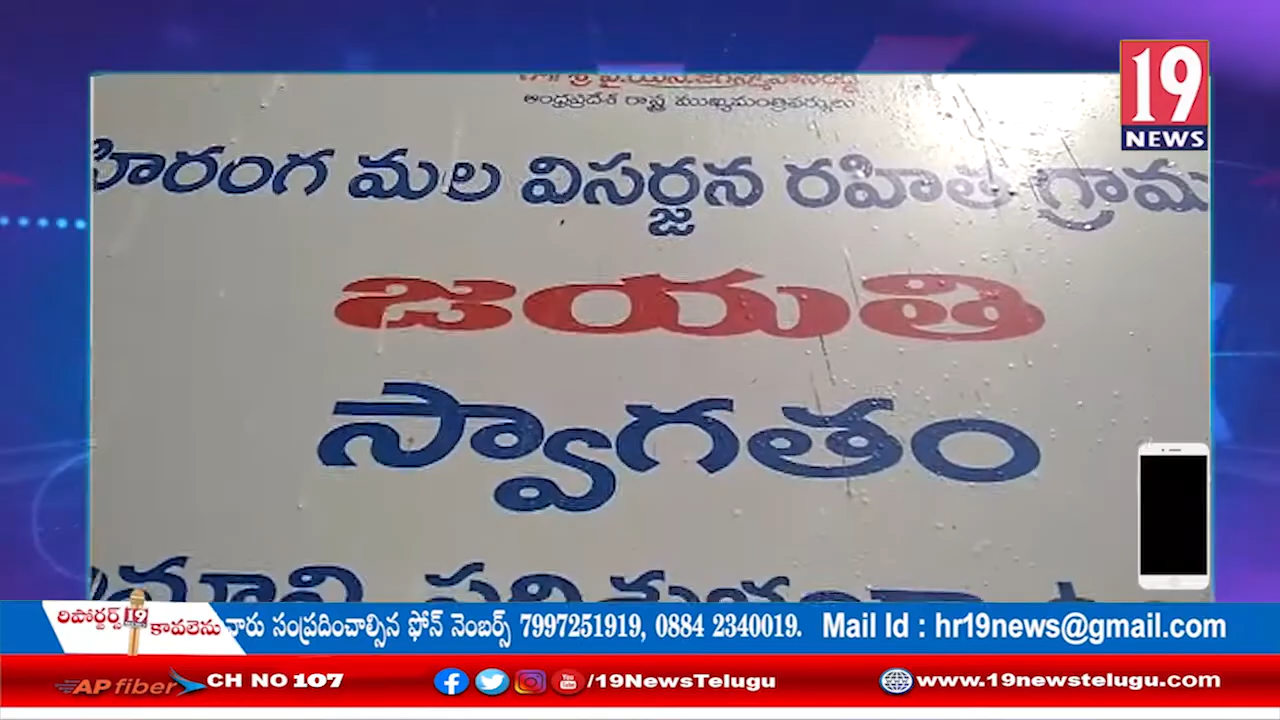 19
NEWS
ఆంధ్రప్రదేశ్ రాష్ట్ర ముఖ్యమంత్రివర్యులు
హిరంగ మల విసర్జన రహిత గ్రామ
జయతి
స్వాగతం
రిపోర్టర్స్ కావలెను
వారు సంప్రదించాల్సిన ఫోన్ నెంబర్స్ 7997251919, 0884 2340019. Mail Id : hr19news@gmail.com
AP fiber CH NO 107 /19NewsTelugu www.19newstelugu.com